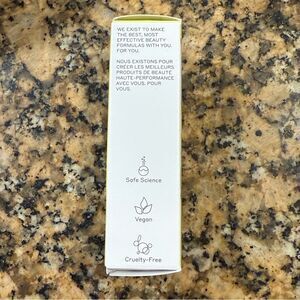 WE EXIST TO MAKE
THE BEST, MOST
EFFECTIVE BEAUTY
FORMULAS WITH YOU.
FOR YOU.
NOUS EXISTONS POUR
CRÉER LES MEILLEURS
PRODUITS DE BEAUTÉ
HAUTE-PERFORMANCE
AVEC VOUS. POUR
VOUS.
Safe Science
Vegan
Cruelty-Free